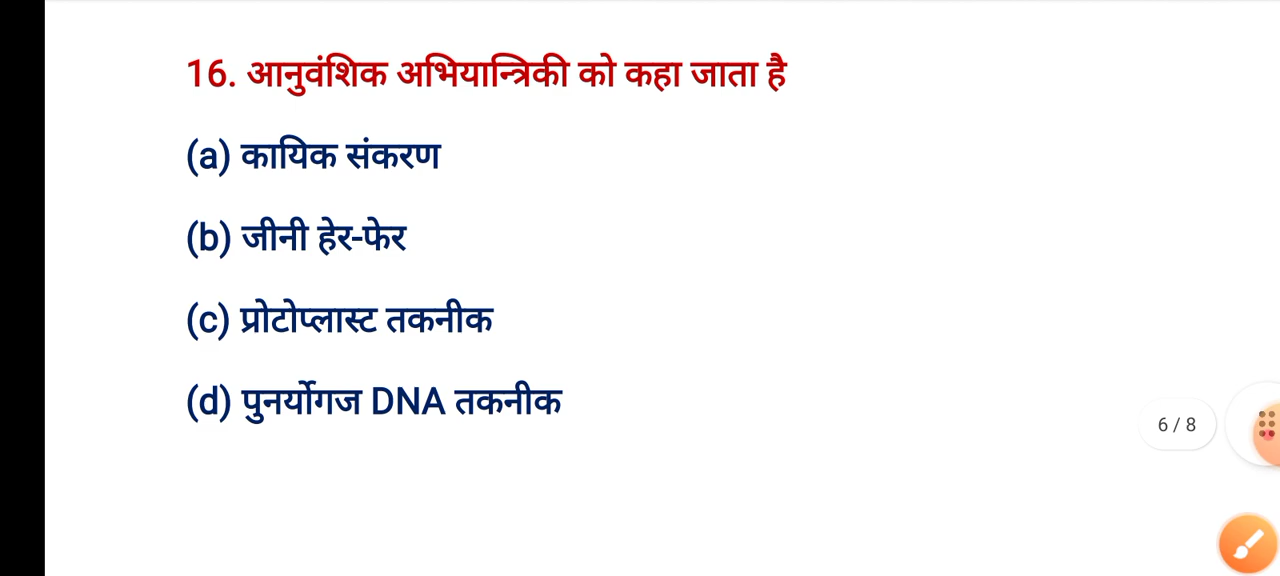 16. आनुवंशिक अभियान्त्रिकी को कहा जाता है
(a) कायिक संकरण
(b) जीनी हेर-फेर
(c) प्रोटोप्लास्ट तकनीक
(d) पुनर्योगज DNA तकनीक
6 / 8